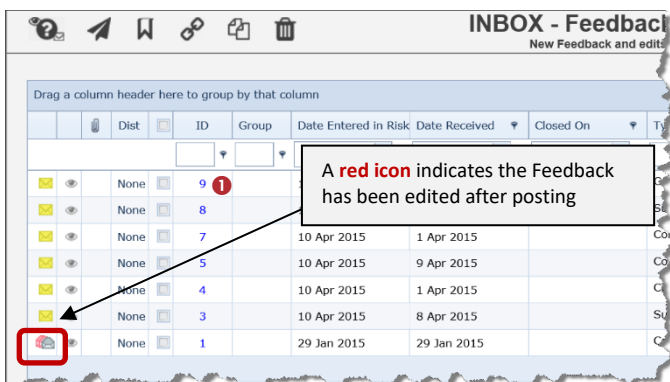 INBOX - Feedbac
New Feedback and edits
Drag a column header here to group by that column
Dist ID Group Date Entered in Risk Date Received Closed On Ty
A red icon indicates the Feedback
has been edited after posting
None 9 1
None 8
None 7 10 Apr 2015 1 Apr 2015 Co
None 5 10 Apr 2015 9 Apr 2015 Co
None 4 10 Apr 2015 1 Apr 2015
None 3 10 Apr 2015 8 Apr 2015 Su
None 1 29 Jan 2015 29 Jan 2015